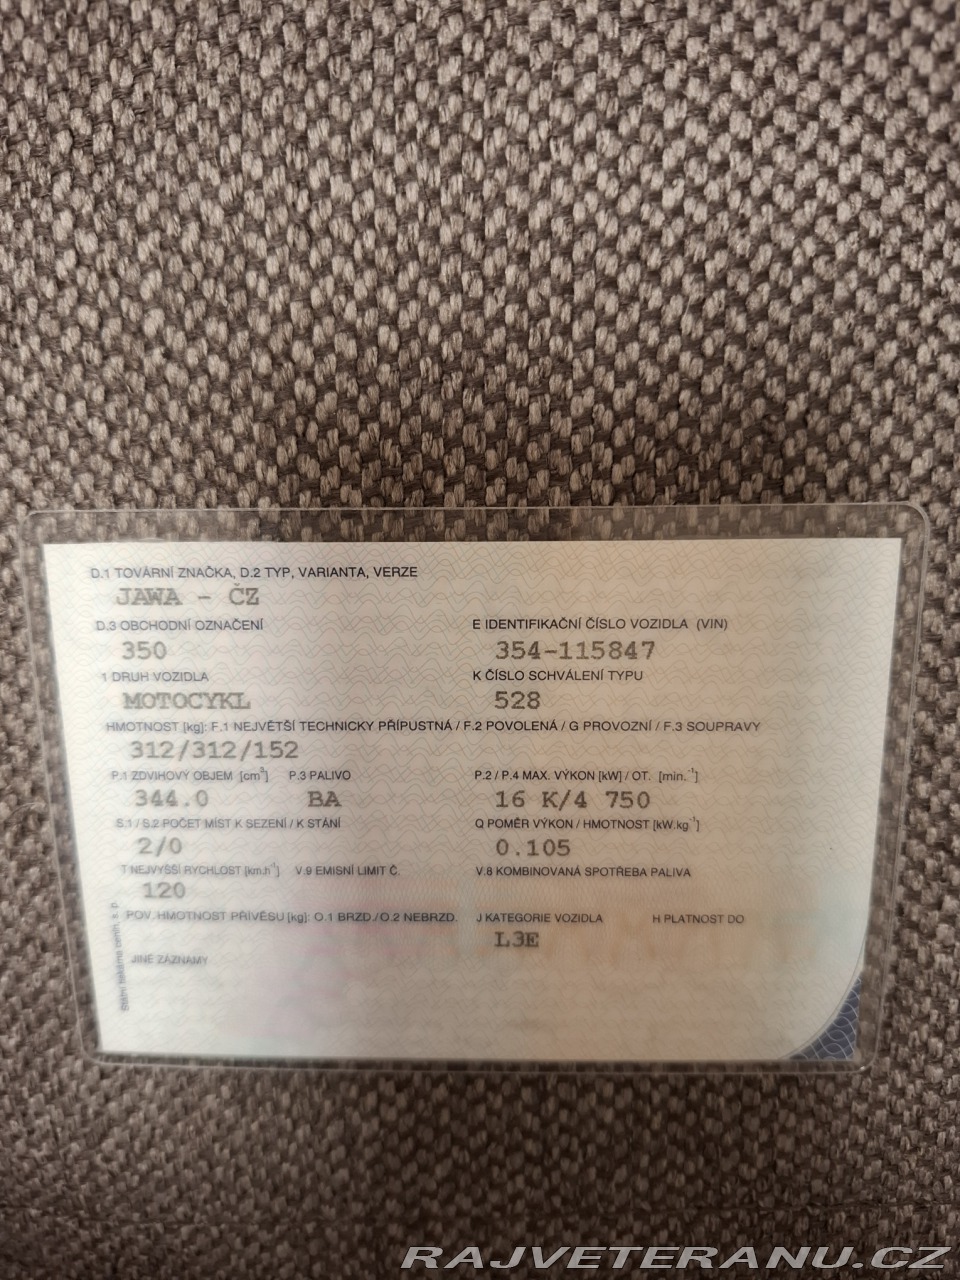 D.1 TOVÁRNÍ ZNAČKA, D.2 TYP, VARIANTA, VERZE
JAWA - ČZ
D.3 OBCHODNÍ OZNAČENÍ E IDENTIFIKAČNÍ ČÍSLO VOZIDLA (VIN)
350 354-115847
1 DRUH VOZIDLA K ČÍSLO SCHVÁLENÍ TYPU
MOTOCYKL 528
HMOTNOST [kg]: F.1 NEJVĚTŠÍ TECHNICKY PŘÍPUSTNÁ / F.2 POVOLENÁ / G PROVOZNÍ / F.3 SOUPRAVY
312/312/152
P.1 ZDVIHOVÝ OBJEM [cm³] P.3 PALIVO P.2 / P.4 MAX. VÝKON [kW] / OT. [min.⁻¹]
344.0 BA 16 K/4 750
S.1 / S.2 POČET MÍST K SEZENÍ / K STÁNÍ Q POMĚR VÝKON / HMOTNOST [kW.kg⁻¹]
2/0 0.105
T NEJVYŠŠÍ RYCHLOST [km.h⁻¹] V.9 EMISNÍ LIMIT Č. V.8 KOMBINOVANÁ SPOTŘEBA PALIVA
120
POV. HMOTNOST PŘÍVĚSU [kg]: O.1 BRZD./O.2 NEBRZD. J KATEGORIE VOZIDLA H PLATNOST DO
L3E
JINÉ ZÁZNAMY
Státní tiskárna cenin, s. p.
RAJVETERANU.CZ